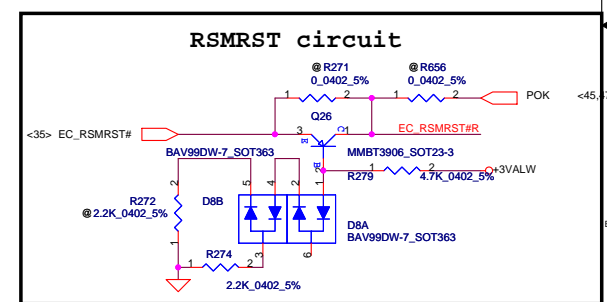 RSMRST circuit
@ R271
0_0402_5%
@ R656
0_0402_5%
1 2
1 2
POK
<45,4
Q26
<35> EC_RSMRST#
3 1
E C
EC_RSMRST#R
BAV99DW-7_SOT363
MMBT3906_SOT23-3
B
2
R279
1 2
4.7K_0402_5%
+3VALW
2
5 4 2 1
R272
@ 2.2K_0402_5%
D8B
D8A
BAV99DW-7_SOT363
1
3 6
R274
1 2
2.2K_0402_5%